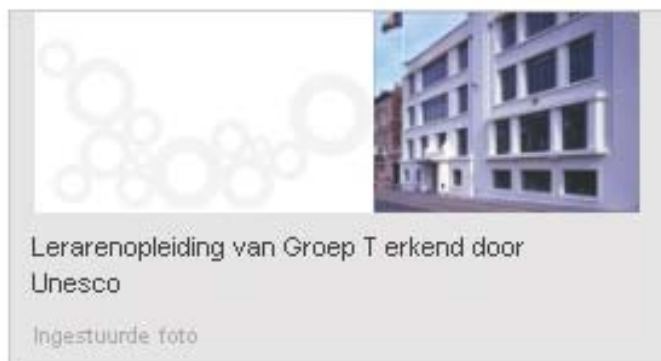 Lerarenopleiding van Groep T erkend door
Unesco
Ingestuurde foto